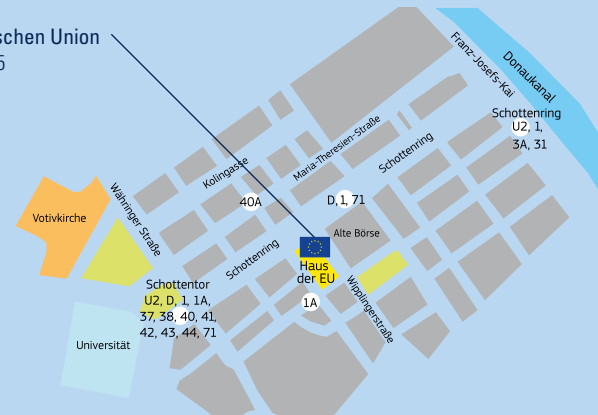 schen Union
5
Franz-Josefs-Kai
Donaukanal
Schottenring
U2, 1,
3A, 31
Maria-Theresien-Straße
Schottenring
Kolingasse
40A
D, 1, 71
Währinger Straße
Votivkirche
Alte Börse
Schottenring
Haus
der EU
Wipplingerstraße
1A
Schottentor
U2, D, 1, 1A,
37, 38, 40, 41,
42, 43, 44, 71
Universität